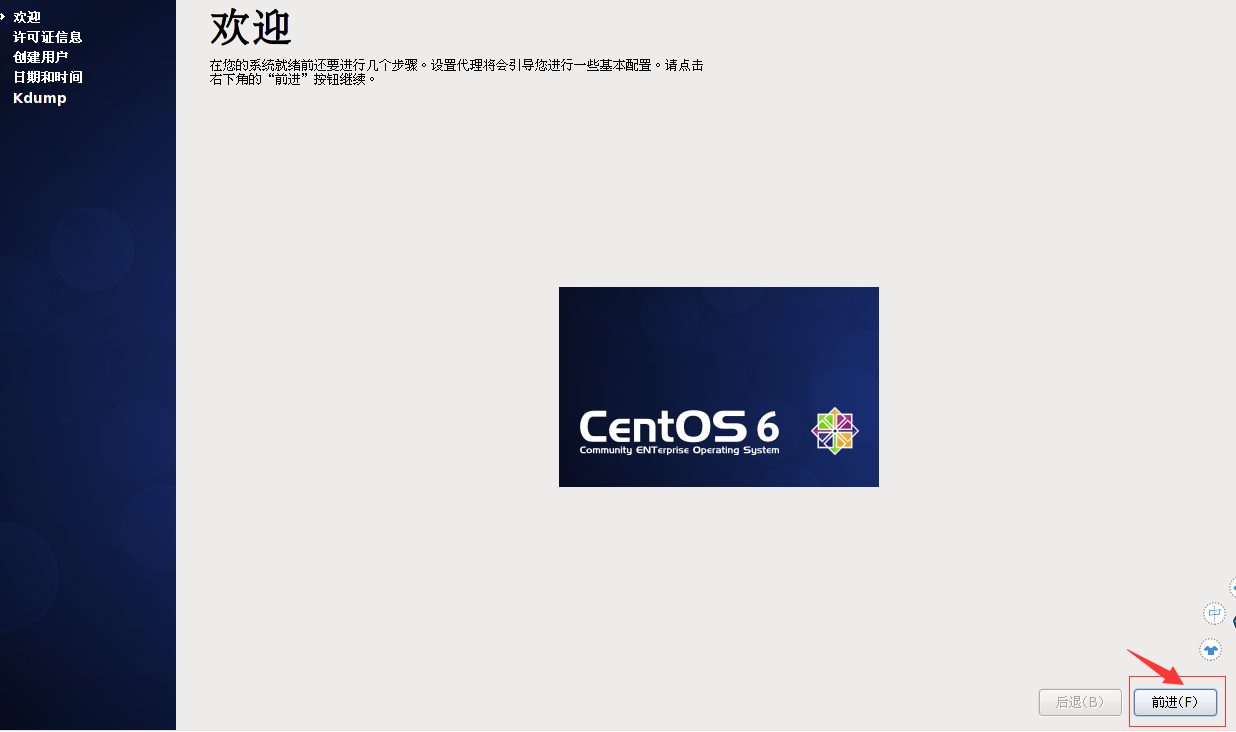 欢迎
许可证信息
创建用户
日期和时间
Kdump
欢迎
在您的系统就绪前还要进行几个步骤。设置代理将会引导您进行一些基本配置。请点击
右下角的“前进”按钮继续。
CentOS 6
Community ENTerprise Operating System
中
后退(B)
前进(F)